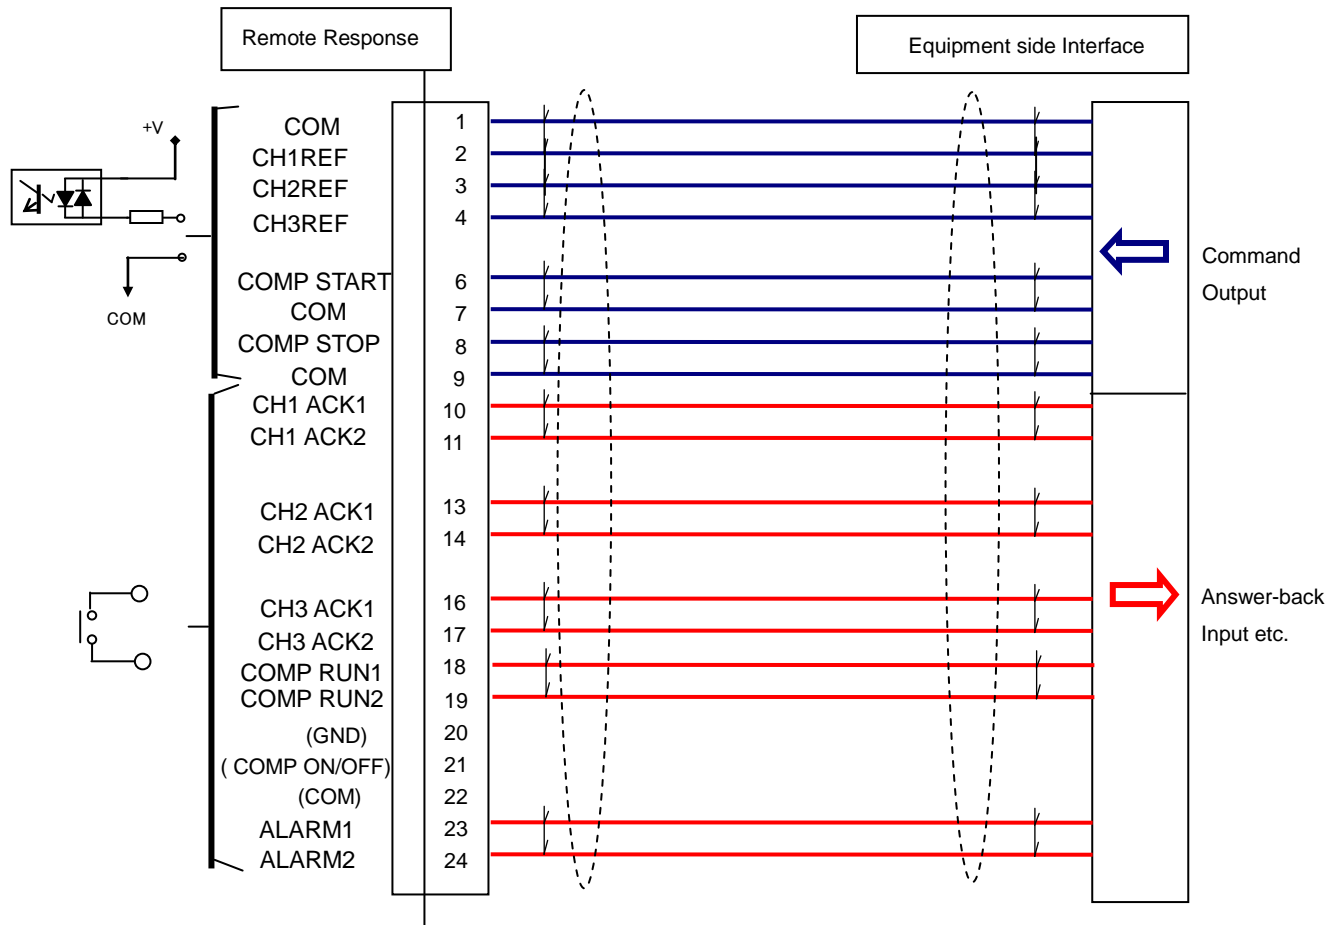 Remote Response
Equipment side Interface
+V
COM
COM 1
CH1REF 2
CH2REF 3
CH3REF 4
COMP START 6
COM 7
COMP STOP 8
COM 9
CH1 ACK1 10
CH1 ACK2 11
CH2 ACK1 13
CH2 ACK2 14
CH3 ACK1 16
CH3 ACK2 17
COMP RUN1 18
COMP RUN2 19
(GND) 20
( COMP ON/OFF) 21
(COM) 22
ALARM1 23
ALARM2 24
Command
Output
Answer-back
Input etc.